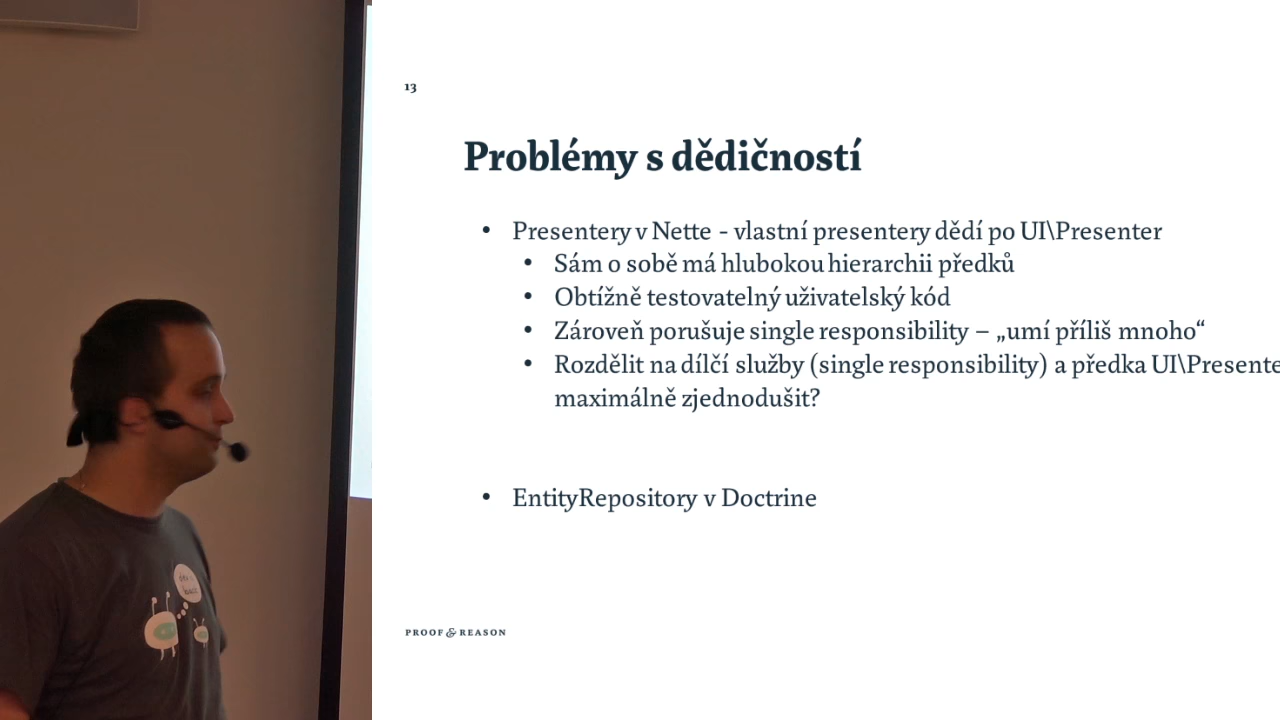 13
Problémy s dědičností
• Presentery v Nette - vlastní presentery dědí po UI\Presenter
• Sám o sobě má hlubokou hierarchii předků
• Obtížně testovatelný uživatelský kód
• Zároveň porušuje single responsibility – „umí příliš mnoho“
• Rozdělit na dílčí služby (single responsibility) a předka UI\Presente
maximálně zjednodušit?
• EntityRepository v Doctrine
PROOF & REASON